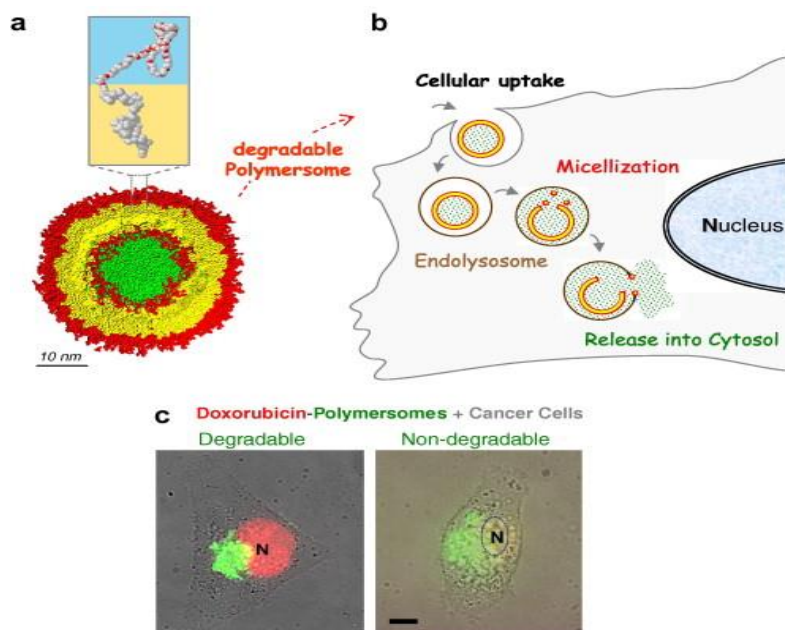 a
b
Cellular uptake
degradable
Polymersome
Micellization
Nucleus
Endolysosome
10 nm
Release into Cytosol
c
Doxorubicin-Polymersomes + Cancer Cells
Degradable
Non-degradable
N
N